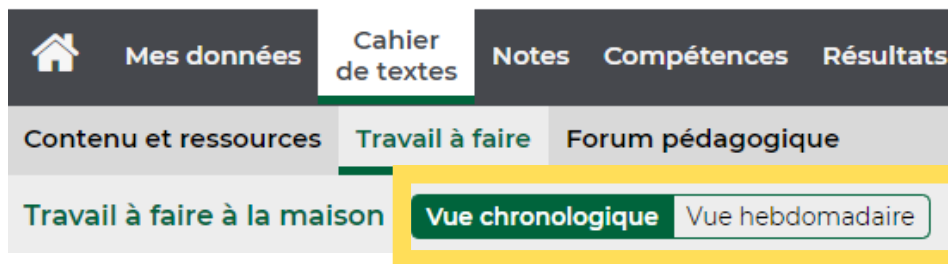 Mes données Cahier de textes Notes Compétences Résultats
Contenu et ressources Travail à faire Forum pédagogique
Travail à faire à la maison Vue chronologique Vue hebdomadaire